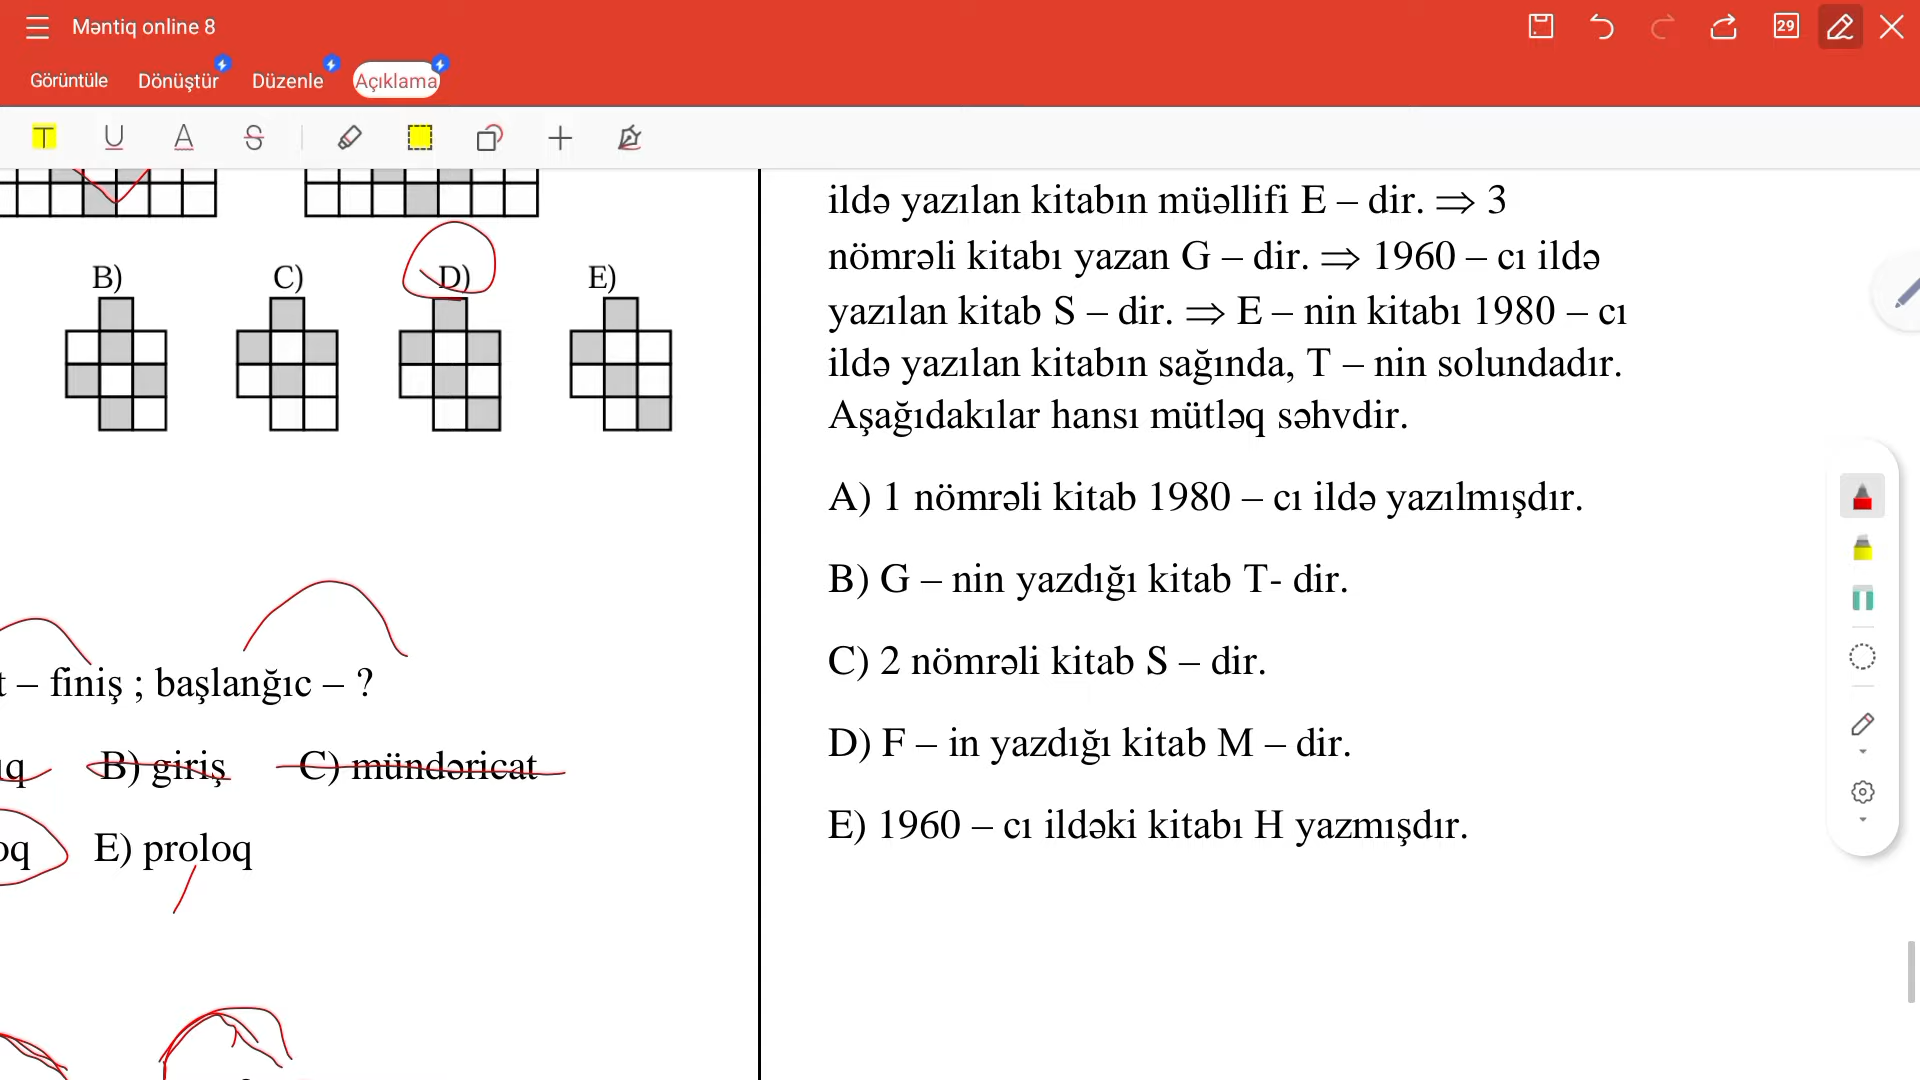 Məntiq online 8
29
Görüntüle
Dönüştür
Düzenle
Açıklama
T
U
A
S
B)
C)
D)
E)
t – finiş ; başlanğıc – ?
q B) giriş C) mündəricat
oq E) proloq
ildə yazılan kitabın müəllifi E – dir. ⟹ 3
nömrəli kitabı yazan G – dir. ⟹ 1960 – cı ildə
yazılan kitab S – dir. ⟹ E – nin kitabı 1980 – cı
ildə yazılan kitabın sağında, T – nin solundadır.
Aşağıdakılar hansı mütləq səhvdir.
A) 1 nömrəli kitab 1980 – cı ildə yazılmışdır.
B) G – nin yazdığı kitab T- dir.
C) 2 nömrəli kitab S – dir.
D) F – in yazdığı kitab M – dir.
E) 1960 – cı ildəki kitabı H yazmışdır.